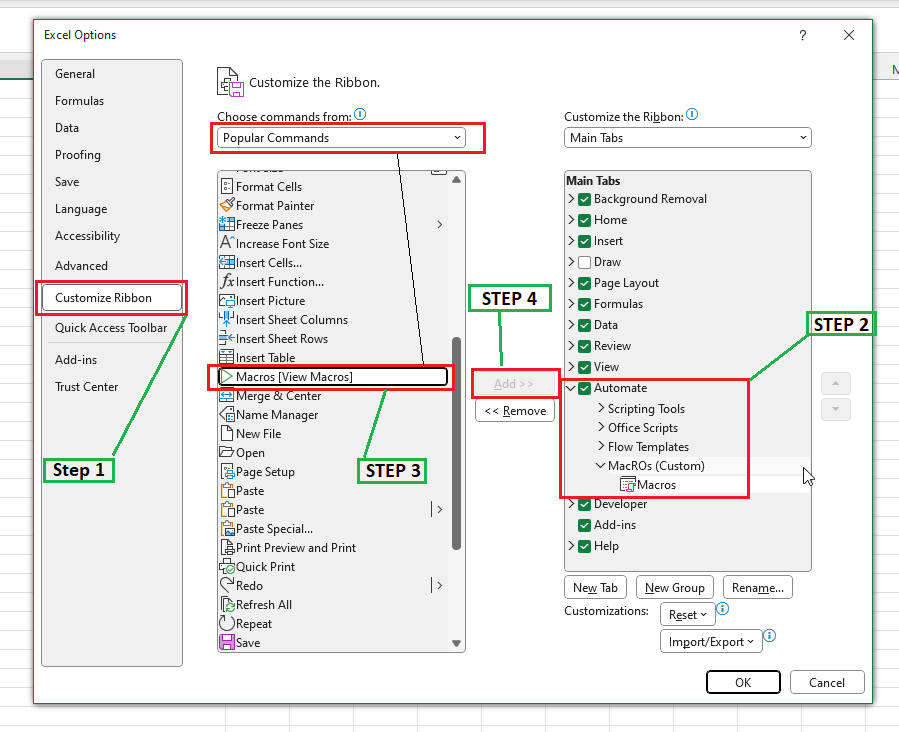 Excel Options
?
General
Formulas
Data
Proofing
Save
Language
Accessibility
Advanced
Customize Ribbon
Quick Access Toolbar
Add-ins
Trust Center
Step 1
Customize the Ribbon.
Choose commands from:
Popular Commands
Format Cells
Format Painter
Freeze Panes
Increase Font Size
Insert Cells...
Insert Function...
Insert Picture
Insert Sheet Columns
Insert Sheet Rows
Insert Table
Macros [View Macros]
Merge & Center
Name Manager
New File
Open
Page Setup
Paste
Paste
Paste Special...
Print Preview and Print
Quick Print
Redo
Refresh All
Repeat
Save
STEP 3
STEP 4
Add >>
<< Remove
Customize the Ribbon:
Main Tabs
Main Tabs
Background Removal
Home
Insert
Draw
Page Layout
Formulas
Data
Review
View
Automate
Scripting Tools
Office Scripts
Flow Templates
MacROs (Custom)
Macros
Developer
Add-ins
Help
STEP 2
New Tab
New Group
Rename...
Customizations:
Reset
Import/Export
OK
Cancel